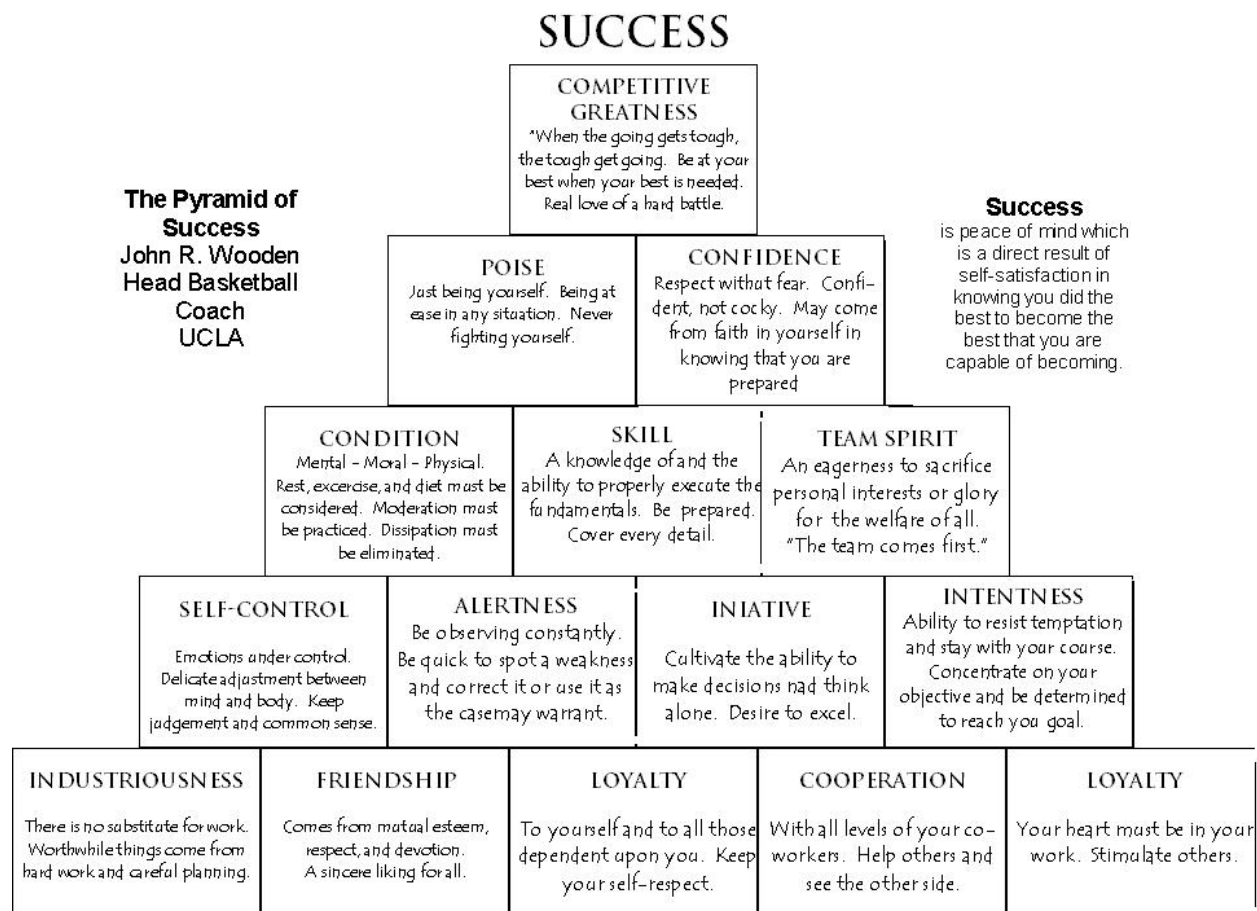 SUCCESS
COMPETITIVE
GREATNESS
"When the going gets tough,
the tough get going. Be at your
best when your best is needed.
Real love of a hard battle.
The Pyramid of
Success
John R. Wooden
Head Basketball
Coach
UCLA
Success
is peace of mind which
is a direct result of
self-satisfaction in
knowing you did the
best to become the
best that you are
capable of becoming.
POISE
Just being yourself. Being at
ease in any situation. Never
fighting yourself.
CONFIDENCE
Respect without fear. Confi-
dent, not cocky. May come
from faith in yourself in
knowing that you are
prepared
CONDITION
Mental - Moral - Physical.
Rest, excercise, and diet must be
considered. Moderation must
be practiced. Dissipation must
be eliminated.
SKILL
A knowledge of and the
ability to properly execute the
fundamentals. Be prepared.
Cover every detail.
TEAM SPIRIT
An eagerness to sacrifice
personal interests or glory
for the welfare of all.
"The team comes first."
SELF-CONTROL
Emotions under control.
Delicate adjustment between
mind and body. Keep
judgement and common sense.
ALERTNESS
Be observing constantly.
Be quick to spot a weakness
and correct it or use it as
the casemay warrant.
INIATIVE
Cultivate the ability to
make decisions nad think
alone. Desire to excel.
INTENTNESS
Ability to resist temptation
and stay with your course.
Concentrate on your
objective and be determined
to reach you goal.
INDUSTRIOUSNESS
There is no substitute for work.
Worthwhile things come from
hard work and careful planning.
FRIENDSHIP
Comes from mutual esteem,
respect, and devotion.
A sincere liking for all.
LOYALTY
To yourself and to all those
dependent upon you. Keep
your self-respect.
COOPERATION
With all levels of your co-
workers. Help others and
see the other side.
LOYALTY
Your heart must be in your
work. Stimulate others.